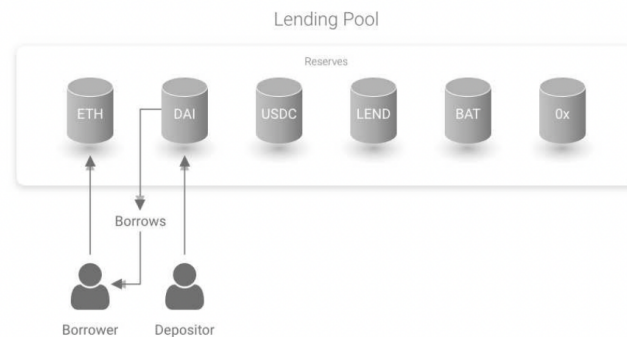 Lending Pool
Reserves
ETH DAI USDC LEND BAT 0x
Borrows
Borrower Depositor